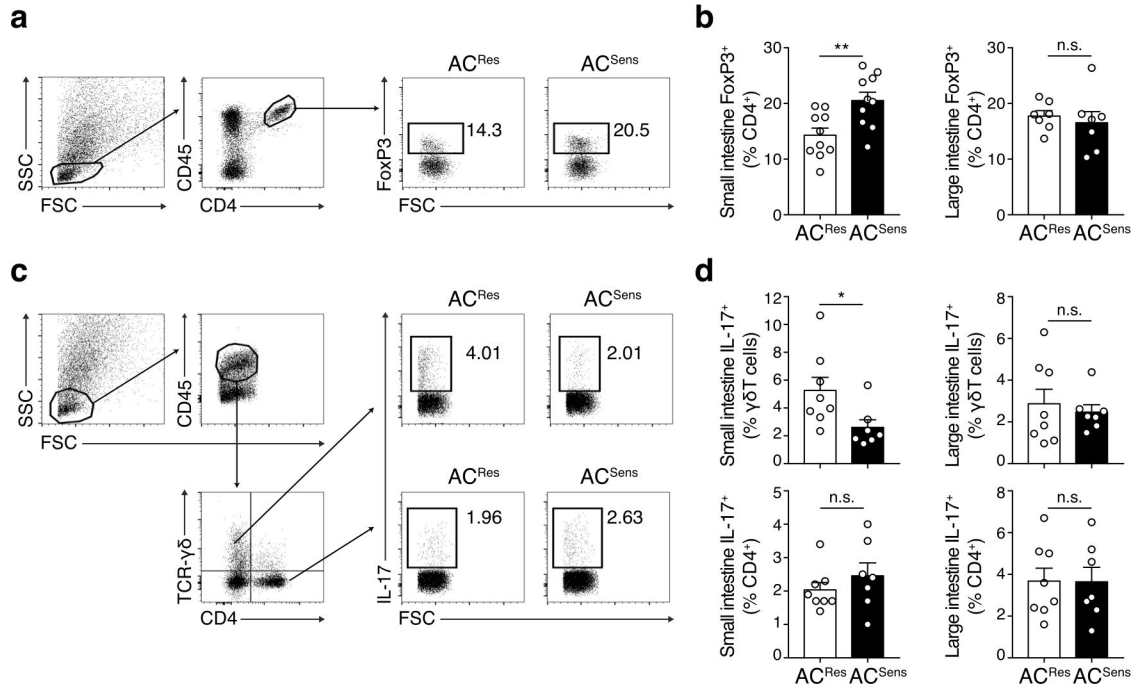 a
SSC
FSC
CD45
CD4
FoxP3
AC^Res
AC^Sens
14.3
20.5
FSC
b
Small intestine FoxP3⁺
(% CD4⁺)
30
20
10
0
**
AC^Res AC^Sens
Large intestine FoxP3⁺
(% CD4⁺)
30
20
10
0
n.s.
AC^Res AC^Sens
c
SSC
FSC
CD45
TCR-γδ
CD4
IL-17
AC^Res
AC^Sens
4.01
2.01
AC^Res
AC^Sens
1.96
2.63
FSC
d
Small intestine IL-17⁺
(% γδT cells)
12
10
8
6
4
2
0
*
Large intestine IL-17⁺
(% γδT cells)
8
6
4
2
0
n.s.
Small intestine IL-17⁺
(% CD4⁺)
5
4
3
2
1
0
n.s.
AC^Res AC^Sens
Large intestine IL-17⁺
(% CD4⁺)
8
6
4
2
0
n.s.
AC^Res AC^Sens